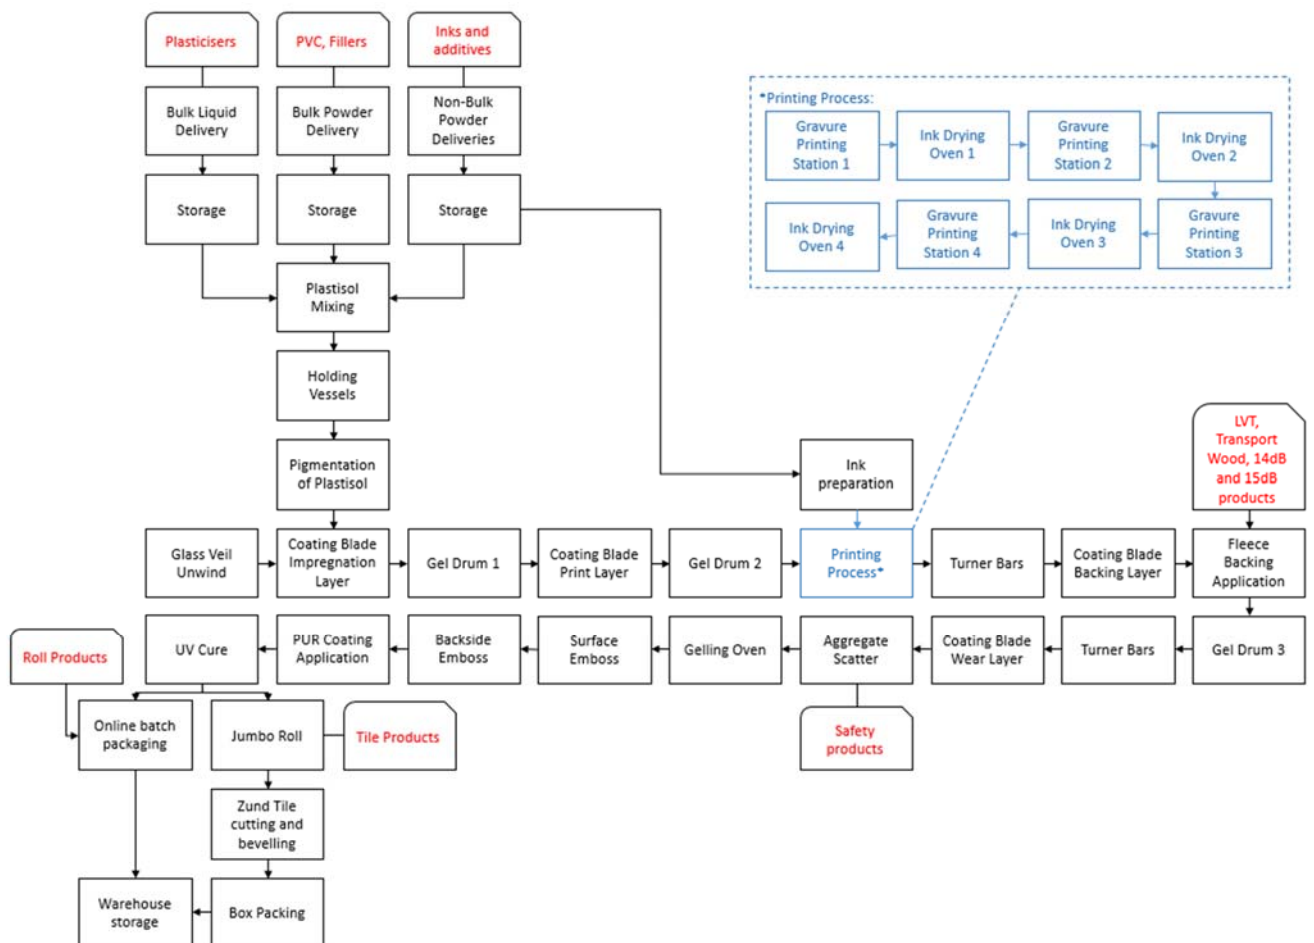 Plasticisers
PVC, Fillers
Inks and
additives
Bulk Liquid
Delivery
Bulk Powder
Delivery
Non-Bulk
Powder
Deliveries
Storage
Storage
Storage
Plastisol
Mixing
Holding
Vessels
Pigmentation
of Plastisol
*Printing Process:
Gravure
Printing
Station 1
Ink Drying
Oven 1
Gravure
Printing
Station 2
Ink Drying
Oven 2
Ink Drying
Oven 4
Gravure
Printing
Station 4
Ink Drying
Oven 3
Gravure
Printing
Station 3
Ink
preparation
LVT,
Transport
Wood, 14dB
and 15dB
products
Glass Veil
Unwind
Coating Blade
Impregnation
Layer
Gel Drum 1
Coating Blade
Print Layer
Gel Drum 2
Printing
Process*
Turner Bars
Coating Blade
Backing Layer
Fleece
Backing
Application
Roll Products
UV Cure
PUR Coating
Application
Backside
Emboss
Surface
Emboss
Gelling Oven
Aggregate
Scatter
Coating Blade
Wear Layer
Turner Bars
Gel Drum 3
Online batch
packaging
Jumbo Roll
Tile Products
Safety
products
Zund Tile
cutting and
bevelling
Warehouse
storage
Box Packing